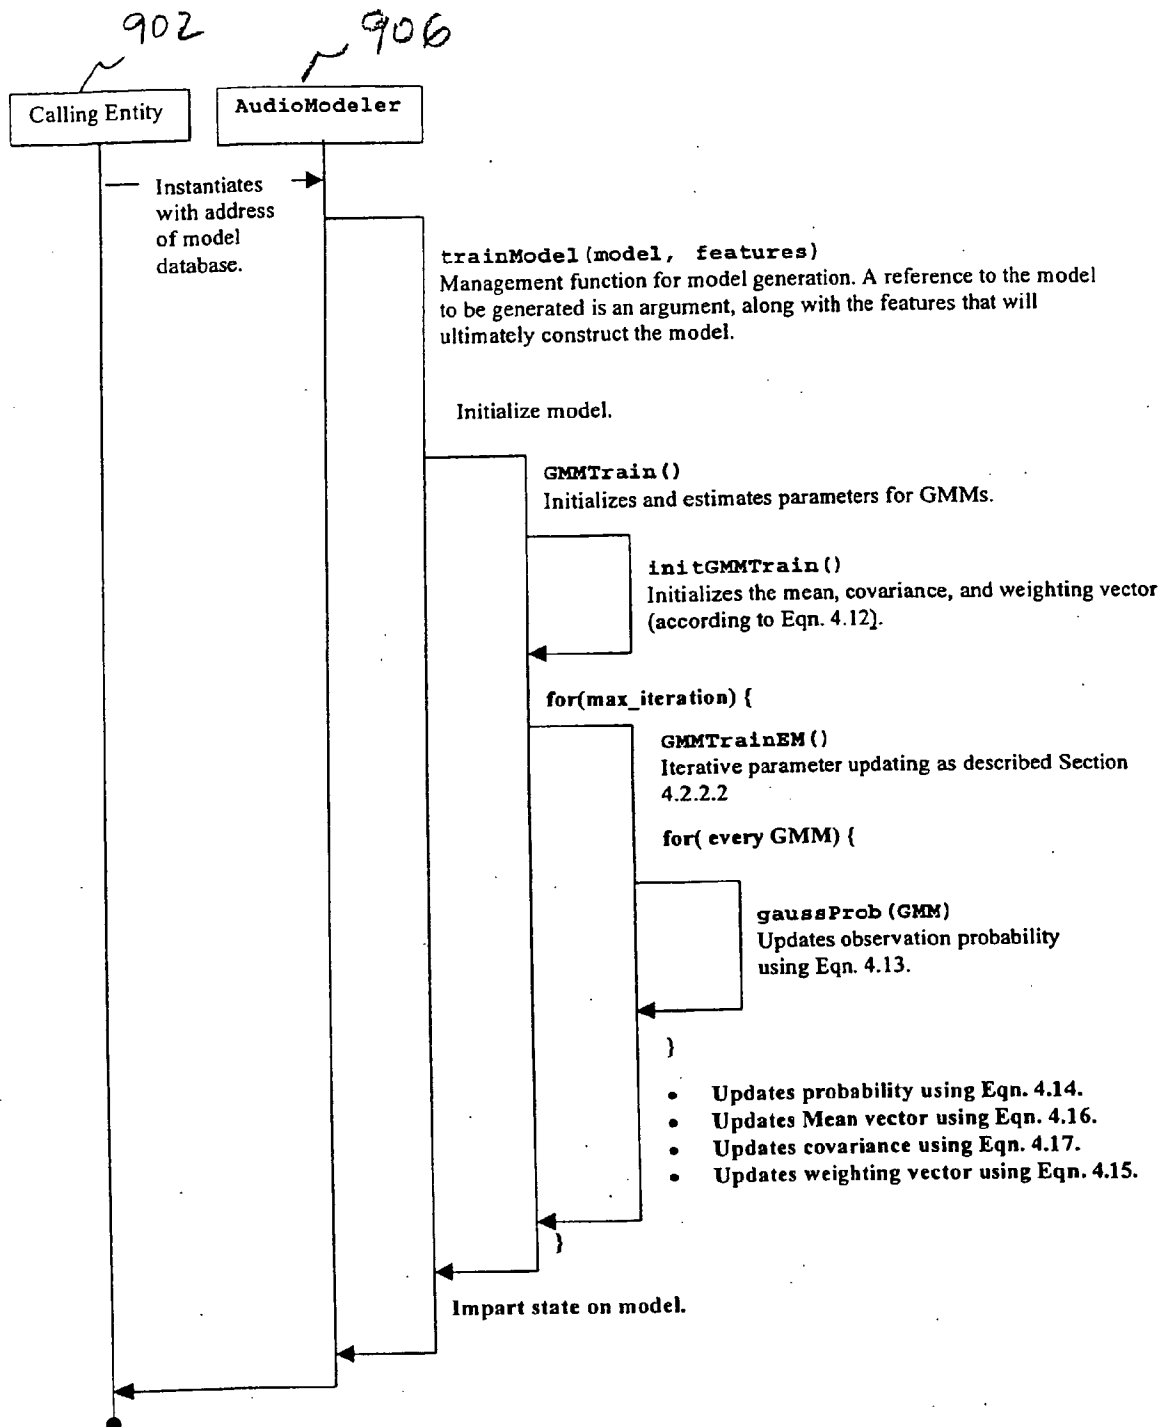 902
906
Calling Entity
AudioModeler
Instantiates
with address
of model
database.
trainModel(model, features)
Management function for model generation. A reference to the model
to be generated is an argument, along with the features that will
ultimately construct the model.
Initialize model.
GMMTrain()
Initializes and estimates parameters for GMMs.
initGMMTrain()
Initializes the mean, covariance, and weighting vector
(according to Eqn. 4.12).
for(max_iteration) {
GMMTrainEM()
Iterative parameter updating as described Section
4.2.2.2
for( every GMM) {
gaussProb(GMM)
Updates observation probability
using Eqn. 4.13.
}
• Updates probability using Eqn. 4.14.
• Updates Mean vector using Eqn. 4.16.
• Updates covariance using Eqn. 4.17.
• Updates weighting vector using Eqn. 4.15.
}
Impart state on model.